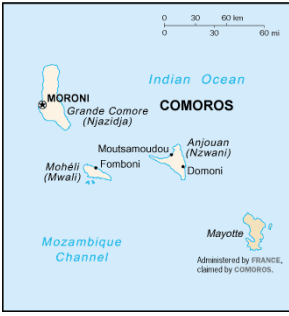 0 30 60 km
0 30 60 mi
Indian Ocean
MORONI
COMOROS
Grande Comore
(Njazidja)
Moutsamoudou
Anjouan
(Nzwani)
Mohéli
(Mwali)
Fomboni
Domoni
Mayotte
Mozambique
Channel
Administered by FRANCE,
claimed by COMOROS.